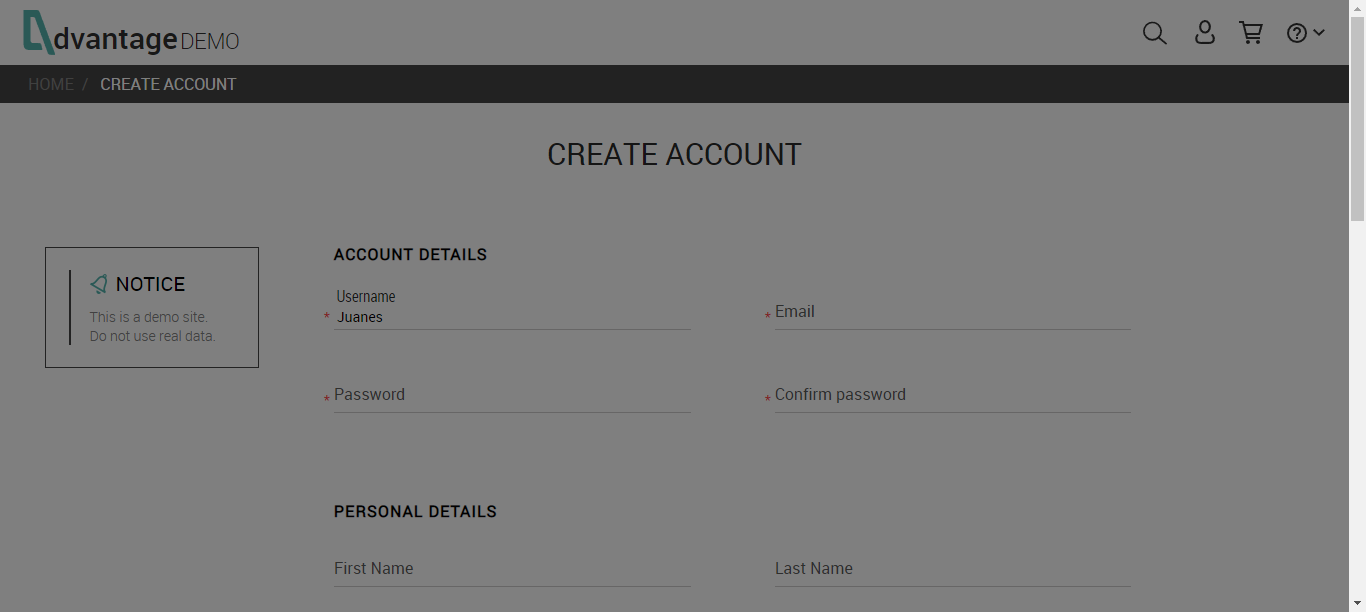 dvantage DEMO
HOME / CREATE ACCOUNT
CREATE ACCOUNT
NOTICE
This is a demo site.
Do not use real data.
ACCOUNT DETAILS
Username
* Juanes
* Email
* Password
* Confirm password
PERSONAL DETAILS
First Name
Last Name